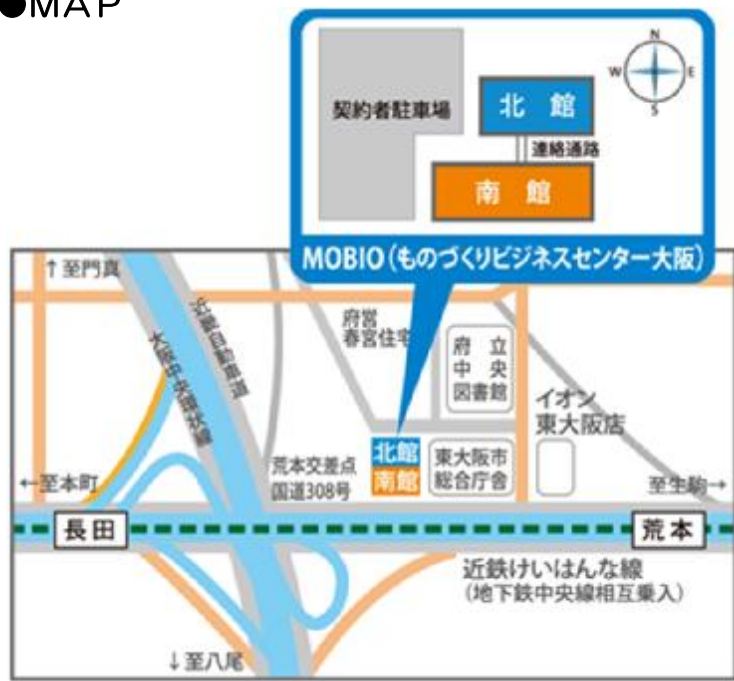 ●MAP
N
W
E
S
契約者駐車場
北 館
連絡通路
南 館
MOBIO(ものづくりビジネスセンター大阪)
↑至門真
近畿自動車道
大阪中央環状線
府営
春宮住宅
府 立
中 央
図書館
イオン
東大阪店
荒本交差点
国道308号
北館
南館
東大阪市
総合庁舎
←至本町
至生駒→
長田
荒本
近鉄けいはんな線
(地下鉄中央線相互乗入)
↓至八尾